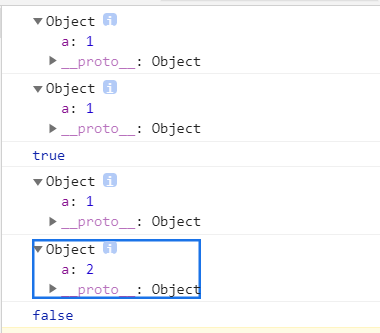 ▼Object i
a: 1
▶__proto__: Object
▼Object i
a: 1
▶__proto__: Object
true
▼Object i
a: 1
▶__proto__: Object
▼Object i
a: 2
▶__proto__: Object
false